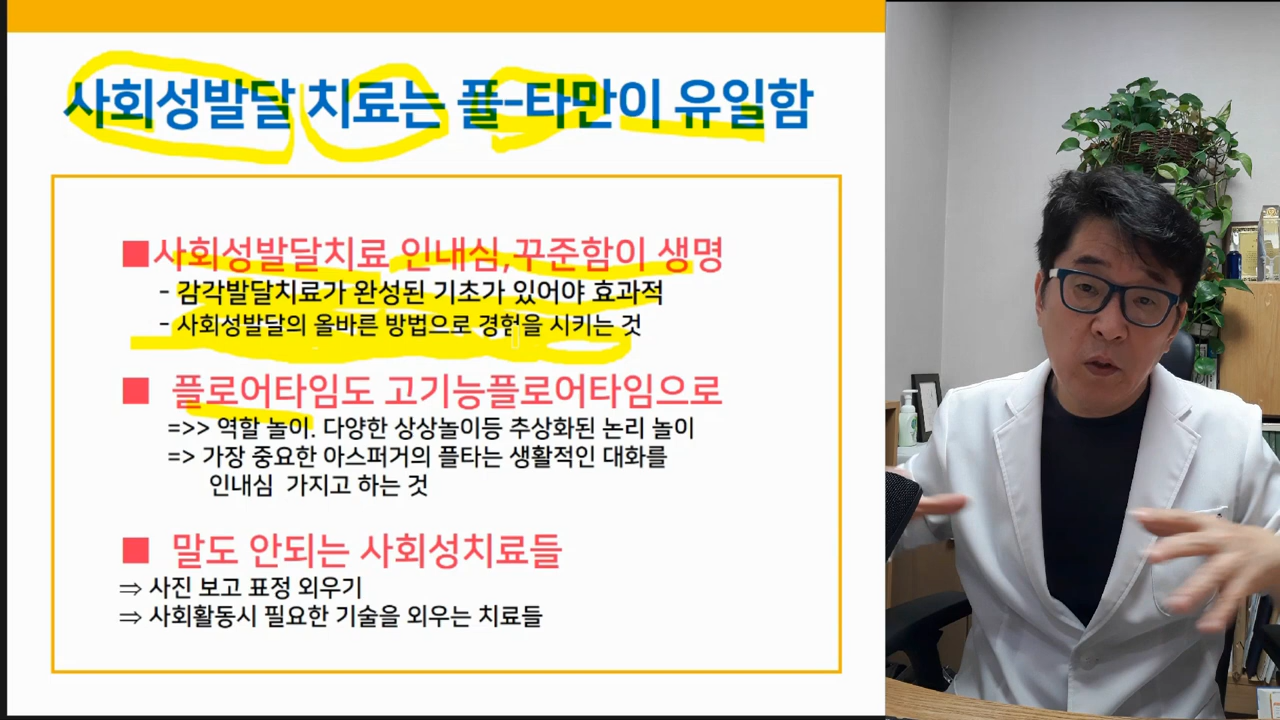 사회성발달 치료는 플-타만이 유일함
■사회성발달치료 인내심,꾸준함이 생명
- 감각발달치료가 완성된 기초가 있어야 효과적
- 사회성발달의 올바른 방법으로 경험을 시키는 것
■ 플로어타임도 고기능플로어타임으로
=>> 역할 놀이. 다양한 상상놀이등 추상화된 논리 놀이
=> 가장 중요한 아스퍼거의 플타는 생활적인 대화를
인내심 가지고 하는 것
■ 말도 안되는 사회성치료들
⇒ 사진 보고 표정 외우기
⇒ 사회활동시 필요한 기술을 외우는 치료들